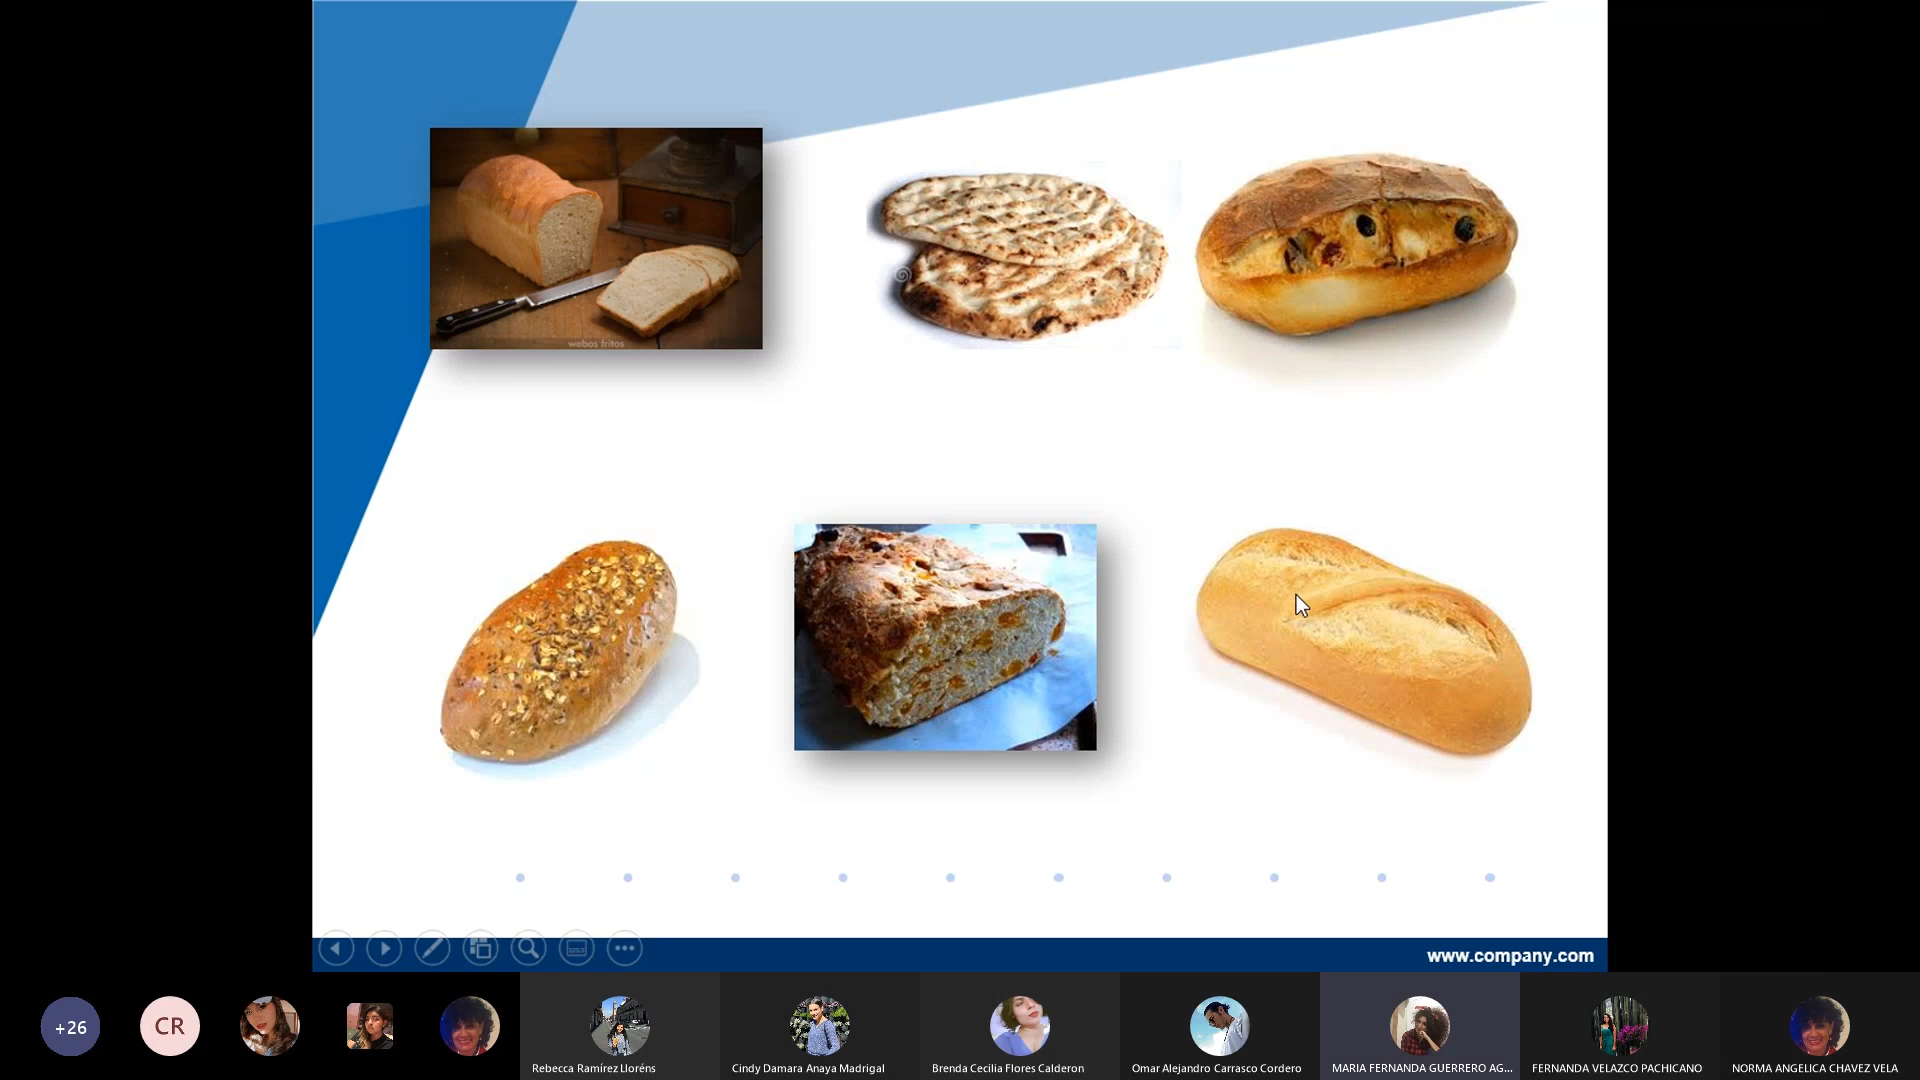 webos fritos
www.company.com
+26
CR
Rebecca Ramírez Lloréns
Cindy Damara Anaya Madrigal
Brenda Cecilia Flores Calderon
Omar Alejandro Carrasco Cordero
MARIA FERNANDA GUERRERO AG...
FERNANDA VELAZCO PACHICANO
NORMA ANGELICA CHAVEZ VELA